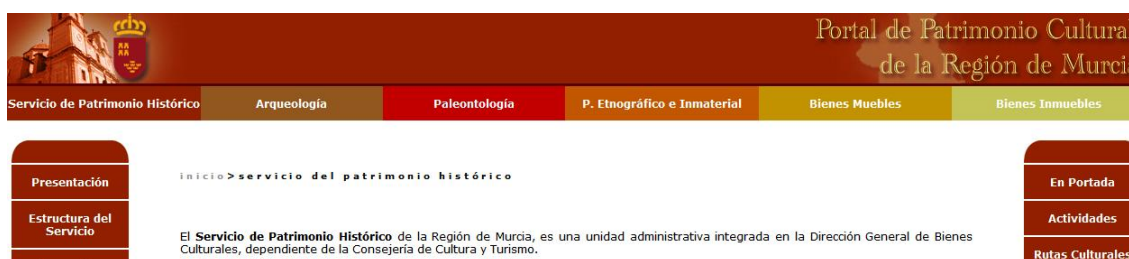 Portal de Patrimonio Cultural
de la Región de Murcia
Servicio de Patrimonio Histórico
Arqueología
Paleontología
P. Etnográfico e Inmaterial
Bienes Muebles
Bienes Inmuebles
Presentación
Estructura del
Servicio
inicio>servicio del patrimonio histórico
El Servicio de Patrimonio Histórico de la Región de Murcia, es una unidad administrativa integrada en la Dirección General de Bienes
Culturales, dependiente de la Consejería de Cultura y Turismo.
En Portada
Actividades
Rutas Culturales